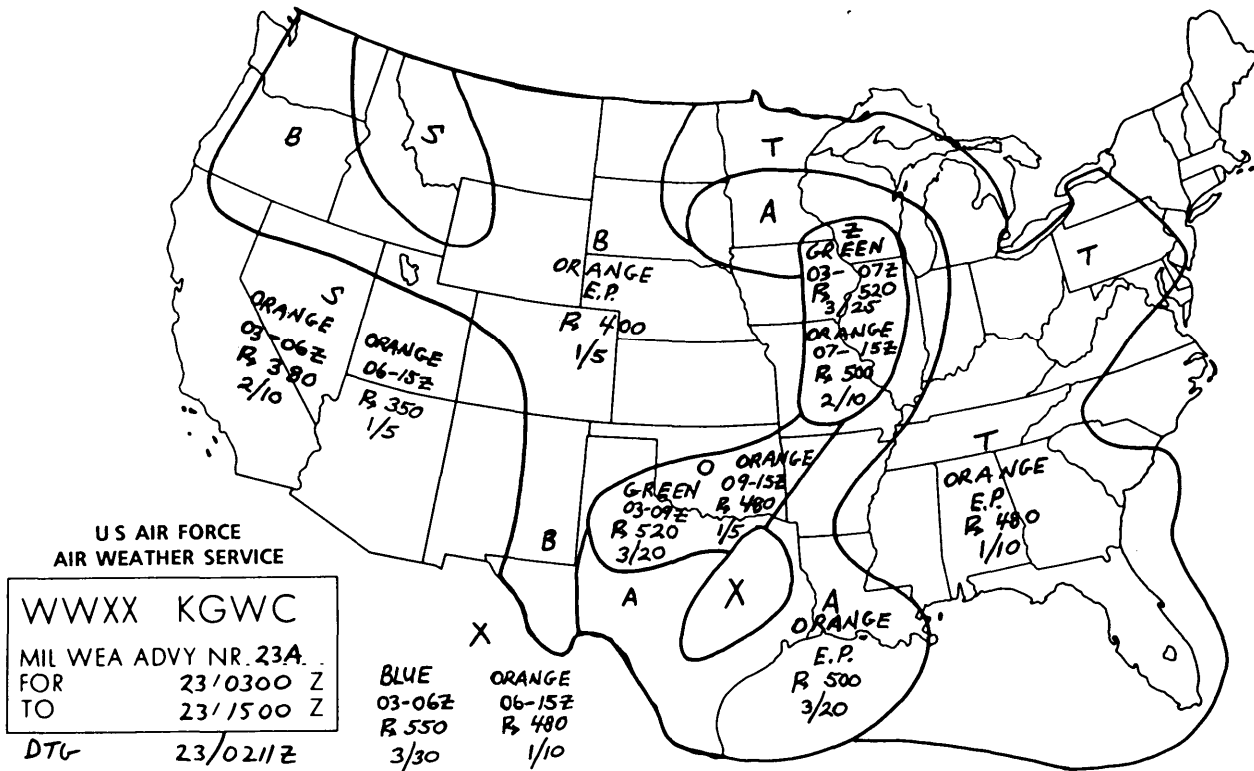 B
S
T
A
Z
GREEN
03-07Z
R 520
3/25
ORANGE
07-15Z
R 500
2/10
T
B
ORANGE
E.P.
R 400
1/5
S
ORANGE
03-06Z
R 380
2/10
ORANGE
06-15Z
R 350
1/5
O
GREEN
03-09Z
R 520
3/20
ORANGE
09-15Z
R 480
1/5
T
ORANGE
E.P.
R 480
1/10
B
A
X
A
ORANGE
E.P.
R 500
3/20
U S AIR FORCE
AIR WEATHER SERVICE
WWXX KGWC
MIL WEA ADVY NR. 23A
FOR 23/0300 Z
TO 23/1500 Z
DTG 23/0211Z
X
BLUE
03-06Z
R 550
3/30
ORANGE
06-15Z
R 480
1/10